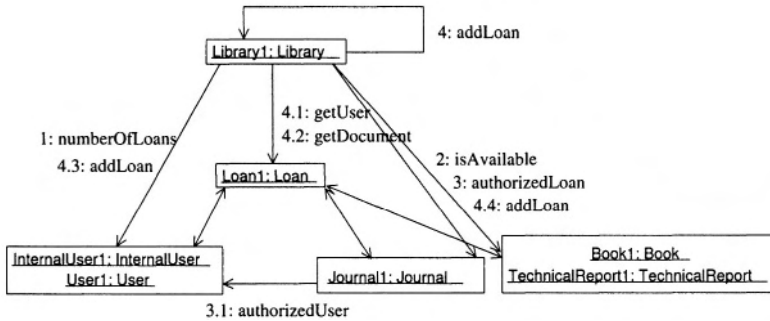 4: addLoan
Library1: Library
4.1: getUser
1: numberOfLoans
4.2: getDocument
4.3: addLoan
2: isAvailable
3: authorizedLoan
4.4: addLoan
Loan1: Loan
InternalUser1: InternalUser
User1: User
Journal1: Journal
Book1: Book
TechnicalReport1: TechnicalReport
3.1: authorizedUser